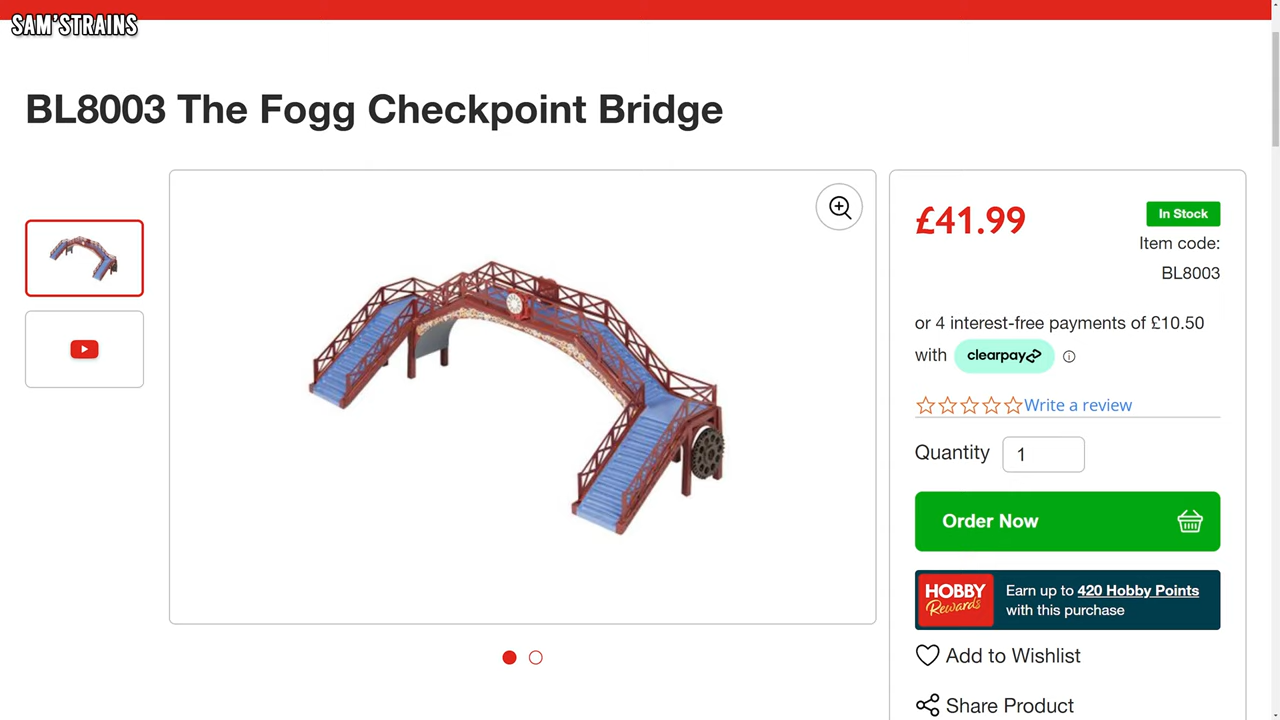 SAM'STRAINS
BL8003 The Fogg Checkpoint Bridge
£41.99
In Stock
Item code:
BL8003
or 4 interest-free payments of £10.50
with clearpay
Write a review
Quantity 1
Order Now
HOBBY
Rewards
Earn up to 420 Hobby Points
with this purchase
Add to Wishlist
Share Product